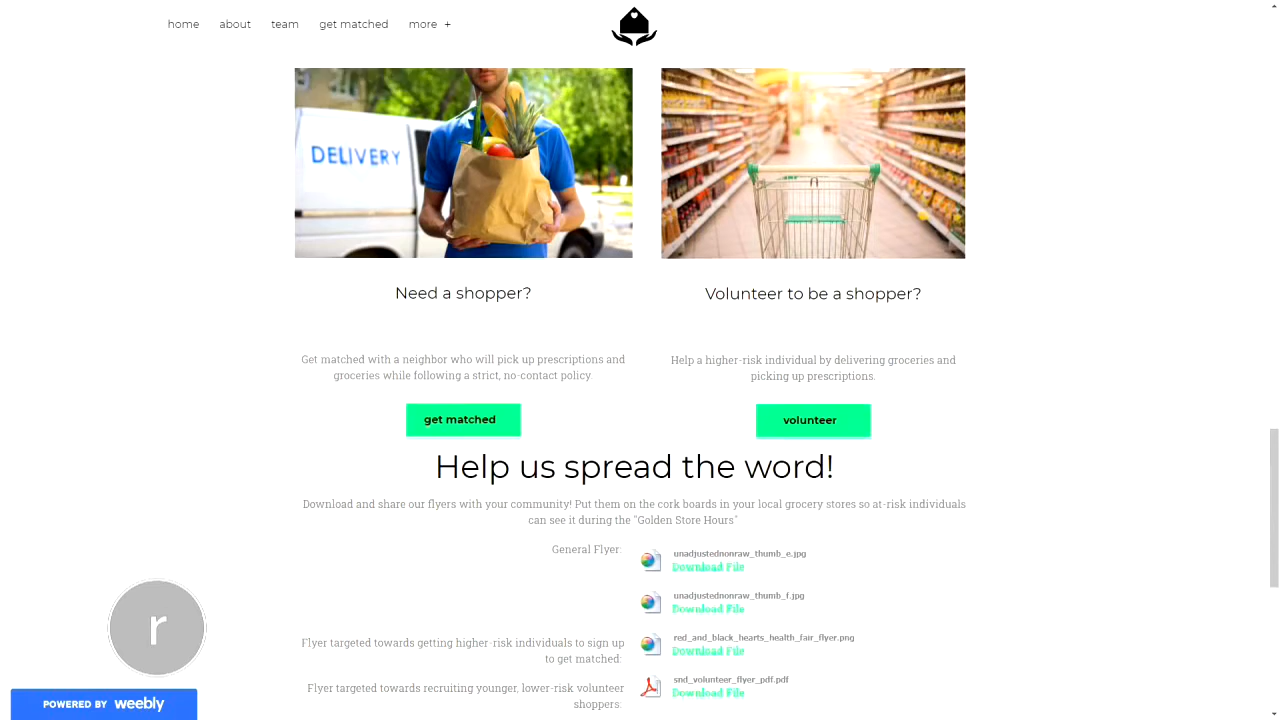 home about team get matched more +
DELIVERY
Need a shopper?
Volunteer to be a shopper?
Get matched with a neighbor who will pick up prescriptions and
groceries while following a strict, no-contact policy.
Help a higher-risk individual by delivering groceries and
picking up prescriptions.
get matched
volunteer
Help us spread the word!
Download and share our flyers with your community! Put them on the cork boards in your local grocery stores so at-risk individuals
can see it during the "Golden Store Hours"
General Flyer:
unadjustednonraw_thumb_e.jpg
Download File
unadjustednonraw_thumb_f.jpg
Download File
Flyer targeted towards getting higher-risk individuals to sign up
to get matched:
red_and_black_hearts_health_fair_flyer.png
Download File
Flyer targeted towards recruiting younger, lower-risk volunteer
shoppers:
snd_volunteer_flyer_pdf.pdf
Download File
r
POWERED BY weebly